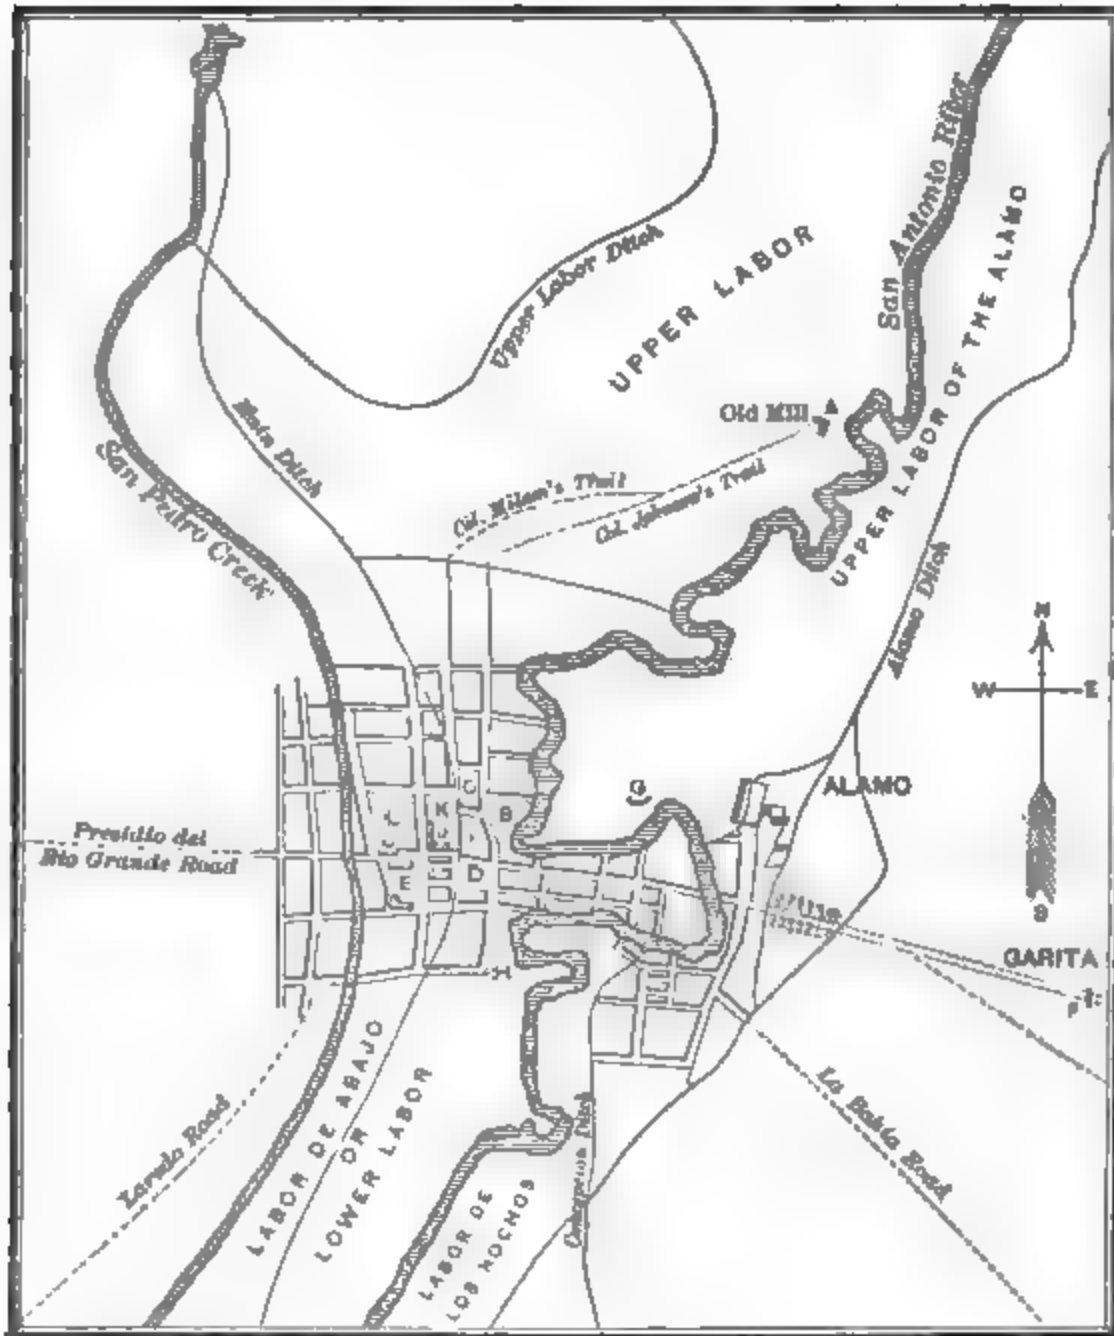 San Antonio River
UPPER LABOR OF THE ALAMO
UPPER LABOR
Upper Labor Ditch
Old Mill
A
Main Ditch
Col. Milam's Trail
Col. Johnson's Trail
San Pedro Creek
Alamo Ditch
N
W E
S
ALAMO
G
C
K
B
L
D
E
H
Presidio del
Rio Grande Road
GARITA
F
Laredo Road
LABOR DE ABAJO
OR
LOWER LABOR
LABOR DE
LOS HOCHOS
Ditch
La Bahia Road